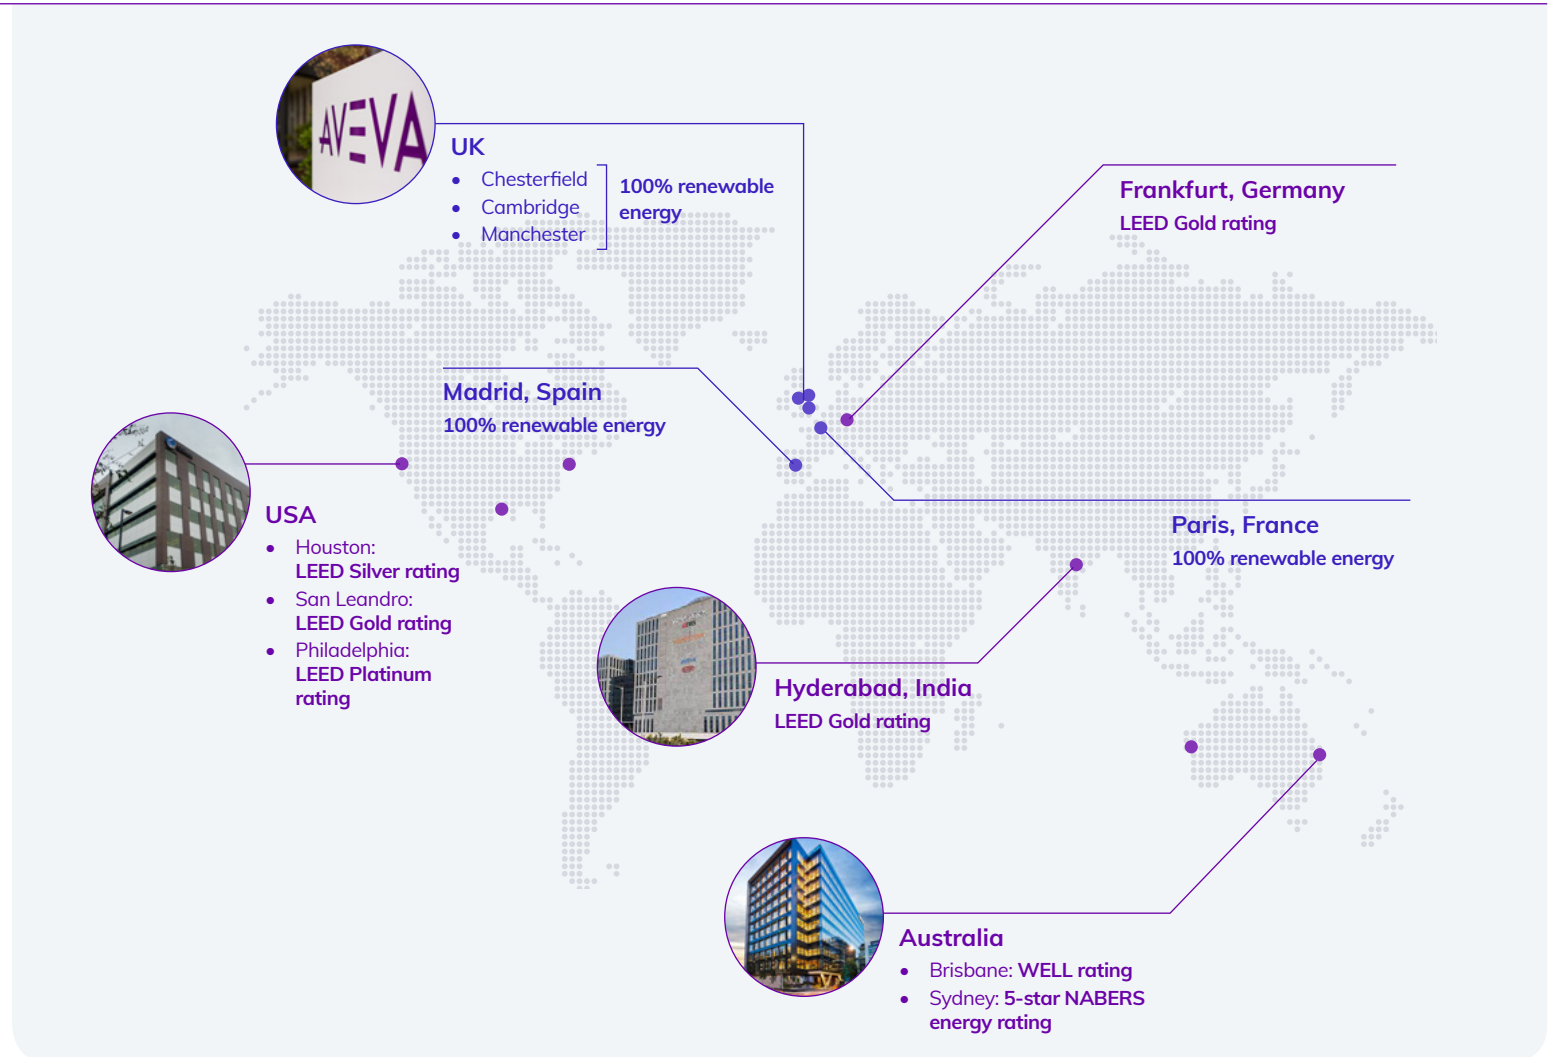 AVEVA
UK
• Chesterfield
• Cambridge
• Manchester
100% renewable
energy
Frankfurt, Germany
LEED Gold rating
Madrid, Spain
100% renewable energy
USA
• Houston:
LEED Silver rating
• San Leandro:
LEED Gold rating
• Philadelphia:
LEED Platinum
rating
Paris, France
100% renewable energy
Hyderabad, India
LEED Gold rating
Australia
• Brisbane: WELL rating
• Sydney: 5-star NABERS
energy rating